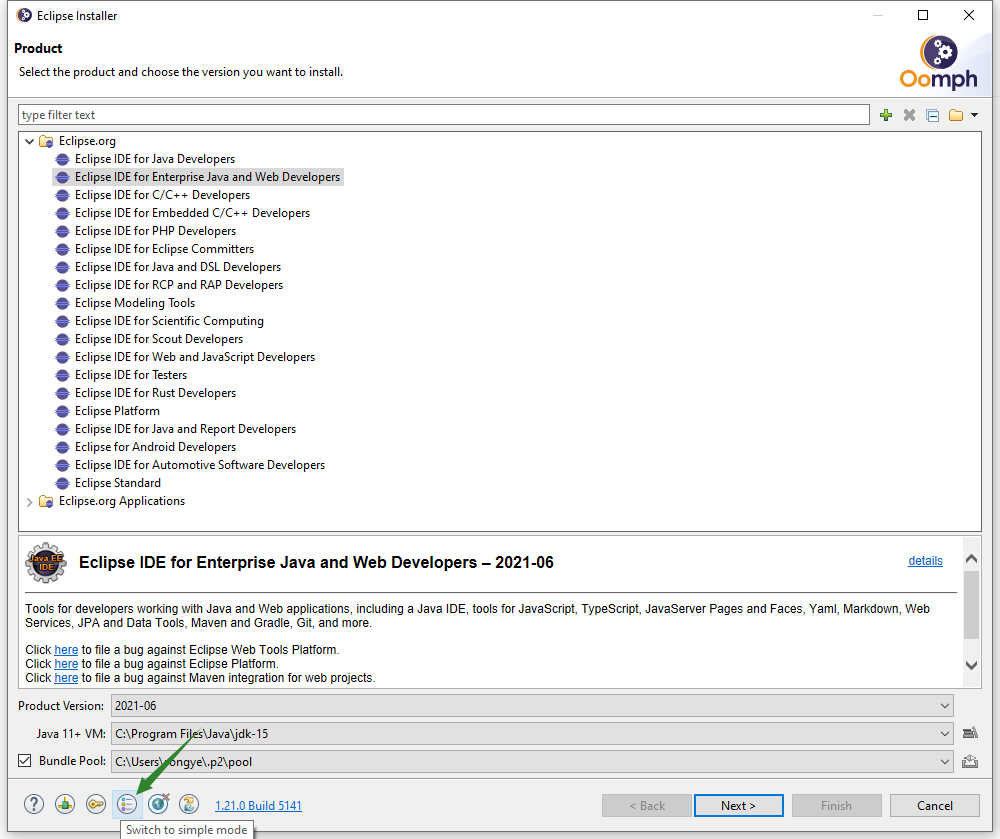 Eclipse Installer
Product
Select the product and choose the version you want to install.
Oomph
type filter text
Eclipse.org
Eclipse IDE for Java Developers
Eclipse IDE for Enterprise Java and Web Developers
Eclipse IDE for C/C++ Developers
Eclipse IDE for Embedded C/C++ Developers
Eclipse IDE for PHP Developers
Eclipse IDE for Eclipse Committers
Eclipse IDE for Java and DSL Developers
Eclipse IDE for RCP and RAP Developers
Eclipse Modeling Tools
Eclipse IDE for Scientific Computing
Eclipse IDE for Scout Developers
Eclipse IDE for Web and JavaScript Developers
Eclipse IDE for Testers
Eclipse IDE for Rust Developers
Eclipse Platform
Eclipse IDE for Java and Report Developers
Eclipse for Android Developers
Eclipse IDE for Automotive Software Developers
Eclipse Standard
Eclipse.org Applications
Java EE
IDE
Eclipse IDE for Enterprise Java and Web Developers – 2021-06 details
Tools for developers working with Java and Web applications, including a Java IDE, tools for JavaScript, TypeScript, JavaServer Pages and Faces, Yaml, Markdown, Web
Services, JPA and Data Tools, Maven and Gradle, Git, and more.
Click here to file a bug against Eclipse Web Tools Platform.
Click here to file a bug against Eclipse Platform.
Click here to file a bug against Maven integration for web projects.
Product Version: 2021-06
Java 11+ VM: C:\Program Files\Java\jdk-15
Bundle Pool: C:\Users\ \.p2\pool
? 1.21.0 Build 5141 < Back Next > Finish Cancel
Switch to simple mode